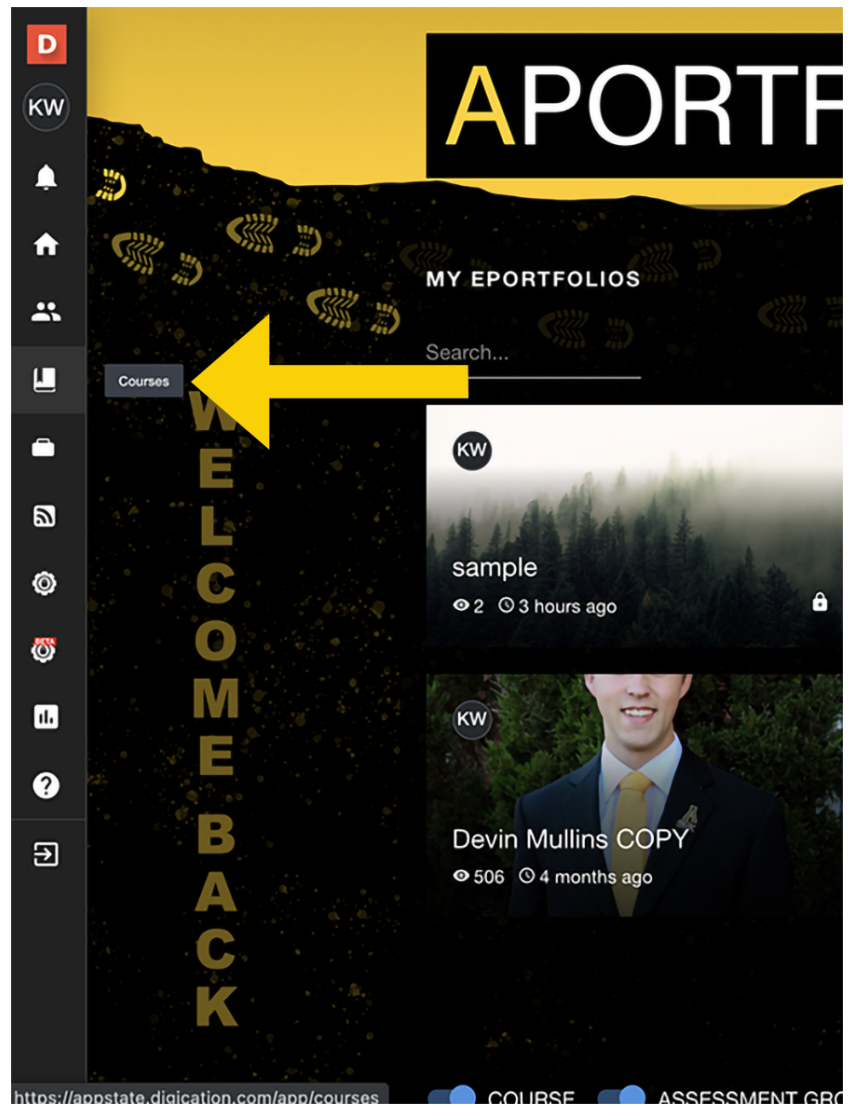 D
KW
BETA
APORTF
MY EPORTFOLIOS
Search...
Courses
WELCOME BACK
KW
sample
2 3 hours ago
KW
Devin Mullins COPY
506 4 months ago
COURSE ASSESSMENT GRO
https://appstate.digication.com/app/courses